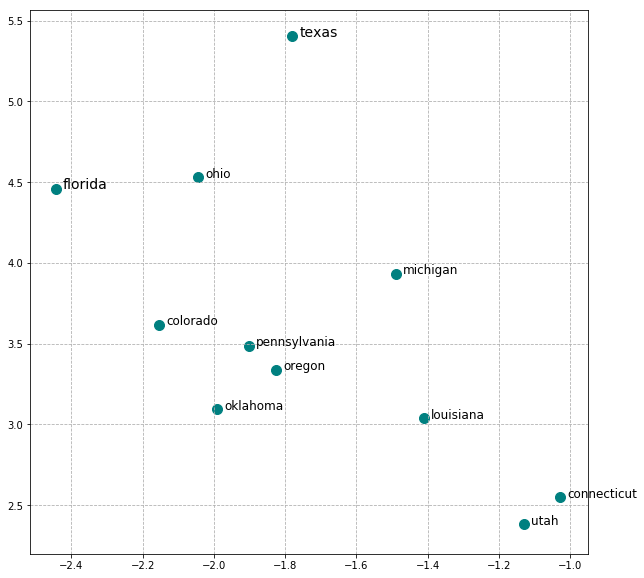 5.5
texas
5.0
ohio
4.5
florida
4.0
michigan
colorado
3.5
pennsylvania
oregon
oklahoma
3.0
louisiana
connecticut
2.5
utah
−2.4 −2.2 −2.0 −1.8 −1.6 −1.4 −1.2 −1.0